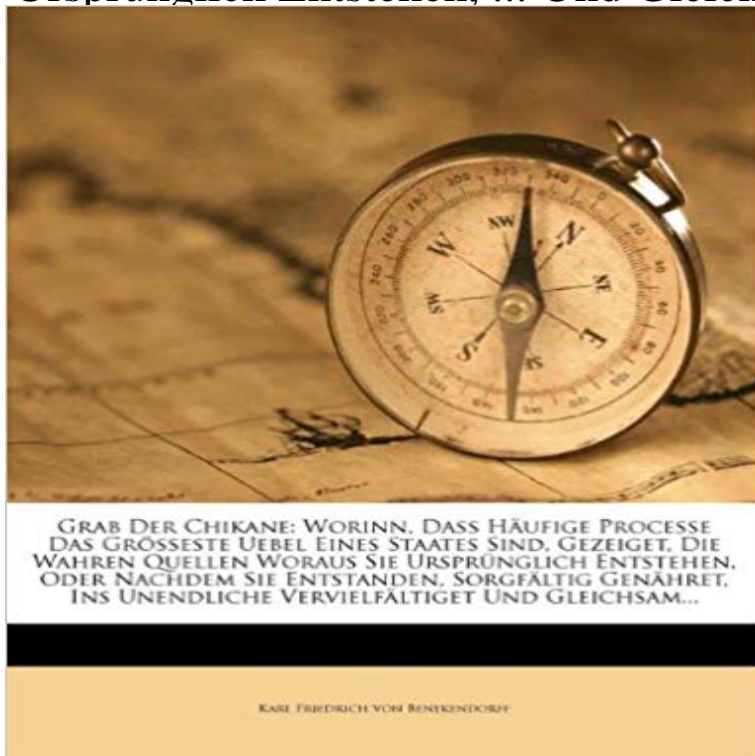 Grab Der Chikane: Worinn, Dass Häufige Processe
Das Grösseste Uebel Eines Staates Sind, Gezeiget, Die
Wahren Quellen Woraus Sie Ursprünglich Entstehen,
Oder Nachdem Sie Entstanden, Sorgfältig Genähret,
Ins Unendliche Vervielfältiget Und Gleichsam...
Karl Friedrich von Benekendorff